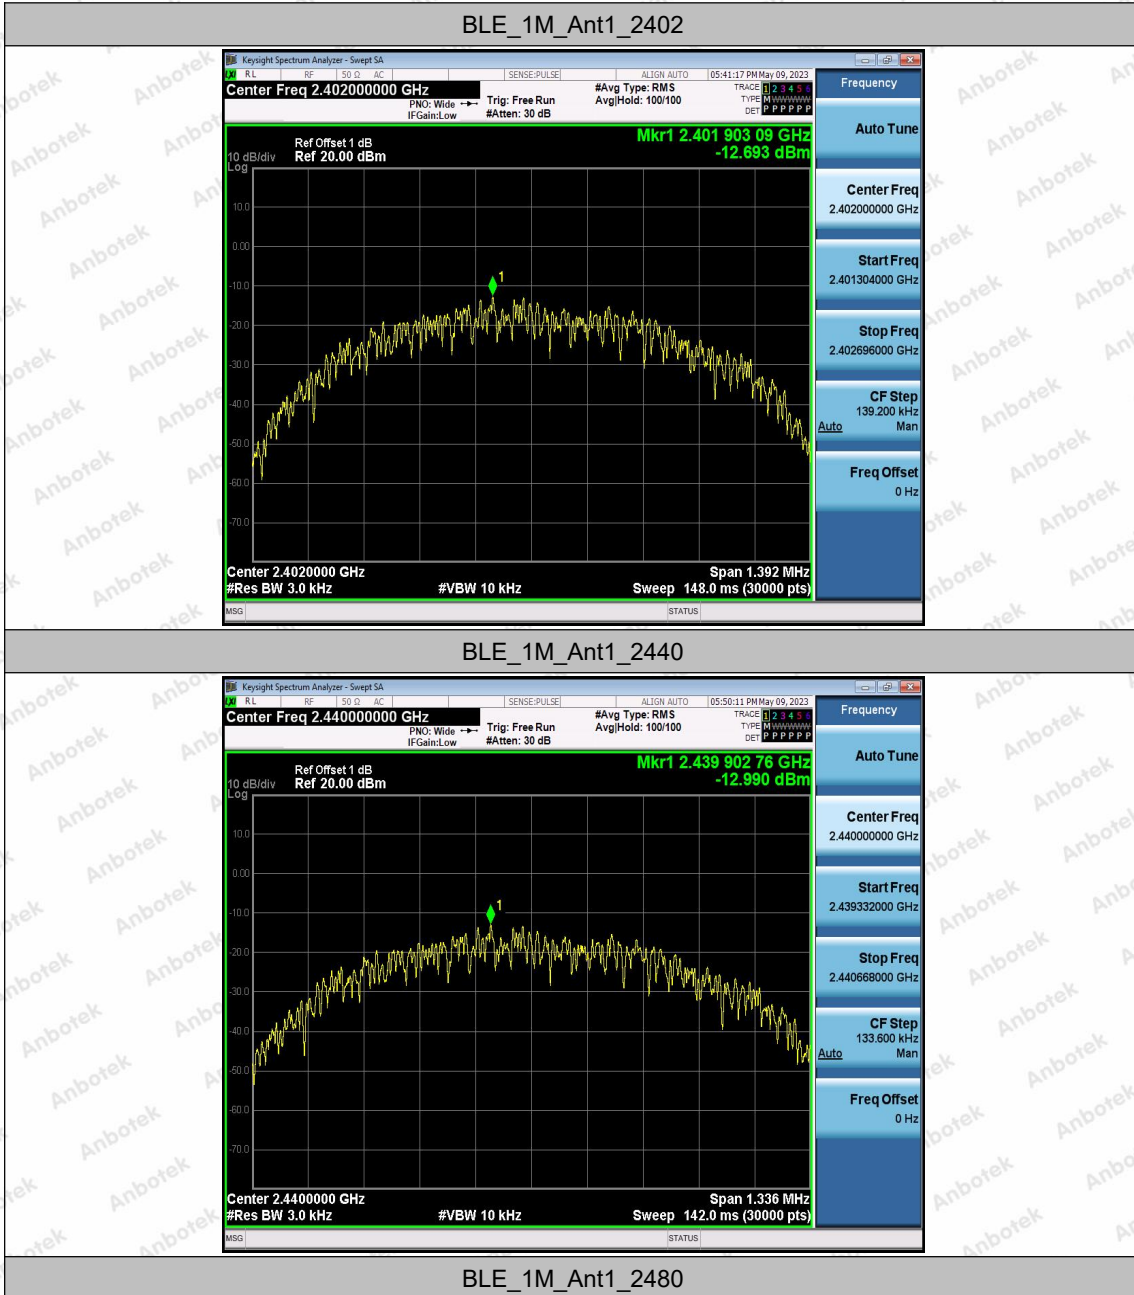 BLE_1M_Ant1_2402
Keysight Spectrum Analyzer - Swept SA
LXI RL RF 50 Ω AC SENSE:PULSE ALIGN AUTO 05:41:17 PM May 09, 2023
Center Freq 2.402000000 GHz
PNO: Wide
IFGain:Low
Trig: Free Run
#Atten: 30 dB
#Avg Type: RMS
Avg|Hold: 100/100
TRACE 1 2 3 4 5 6
TYPE M W W W W W
DET P P P P P P
Frequency
Auto Tune
Center Freq
2.402000000 GHz
Start Freq
2.401304000 GHz
Stop Freq
2.402696000 GHz
CF Step
139.200 kHz
Auto Man
Freq Offset
0 Hz
Mkr1 2.401 903 09 GHz
-12.693 dBm
Ref Offset 1 dB
10 dB/div Ref 20.00 dBm
Log
1
10.0
0.00
-10.0
-20.0
-30.0
-40.0
-50.0
-60.0
-70.0
Center 2.4020000 GHz Span 1.392 MHz
#Res BW 3.0 kHz #VBW 10 kHz Sweep 148.0 ms (30000 pts)
MSG STATUS
BLE_1M_Ant1_2440
Keysight Spectrum Analyzer - Swept SA
LXI RL RF 50 Ω AC SENSE:PULSE ALIGN AUTO 05:50:11 PM May 09, 2023
Center Freq 2.440000000 GHz
PNO: Wide
IFGain:Low
Trig: Free Run
#Atten: 30 dB
#Avg Type: RMS
Avg|Hold: 100/100
TRACE 1 2 3 4 5 6
TYPE M W W W W W
DET P P P P P P
Frequency
Auto Tune
Center Freq
2.440000000 GHz
Start Freq
2.439332000 GHz
Stop Freq
2.440668000 GHz
CF Step
133.600 kHz
Auto Man
Freq Offset
0 Hz
Mkr1 2.439 902 76 GHz
-12.990 dBm
Ref Offset 1 dB
10 dB/div Ref 20.00 dBm
Log
1
10.0
0.00
-10.0
-20.0
-30.0
-40.0
-50.0
-60.0
-70.0
Center 2.4400000 GHz Span 1.336 MHz
#Res BW 3.0 kHz #VBW 10 kHz Sweep 142.0 ms (30000 pts)
MSG STATUS
BLE_1M_Ant1_2480
Anbotek